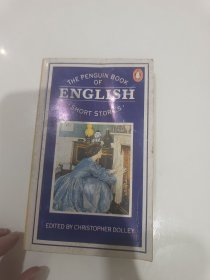 THE PENGUIN BOOK
OF
ENGLISH
SHORT STORIES
EDITED BY CHRISTOPHER DOLLEY